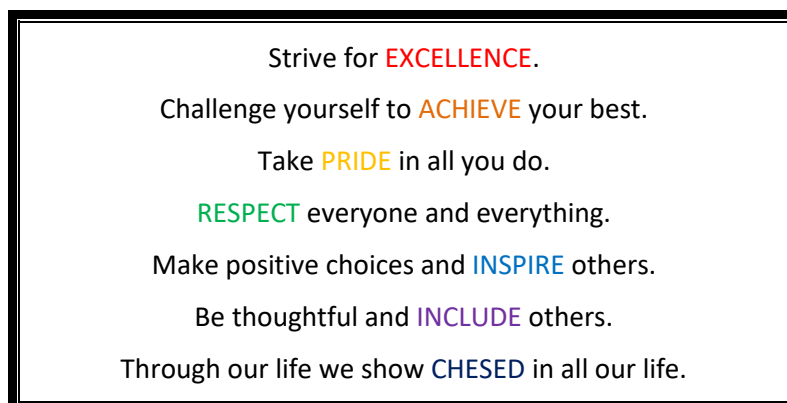 Strive for EXCELLENCE.
Challenge yourself to ACHIEVE your best.
Take PRIDE in all you do.
RESPECT everyone and everything.
Make positive choices and INSPIRE others.
Be thoughtful and INCLUDE others.
Through our life we show CHESED in all our life.